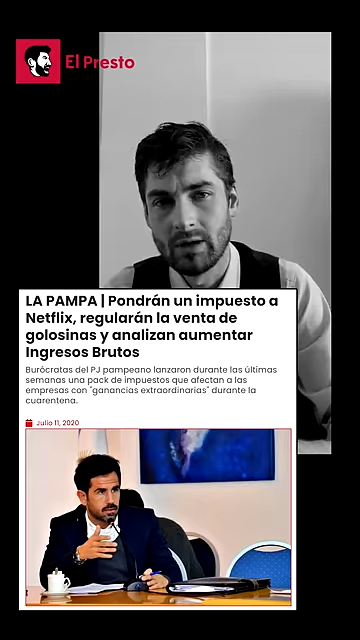 El Presto
LA PAMPA | Pondrán un impuesto a
Netflix, regularán la venta de
golosinas y analizan aumentar
Ingresos Brutos
Burócratas del PJ pampeano lanzaron durante las últimas
semanas una pack de impuestos que afectan a las
empresas con "ganancias extraordinarias" durante la
cuarentena.
Julio 11, 2020